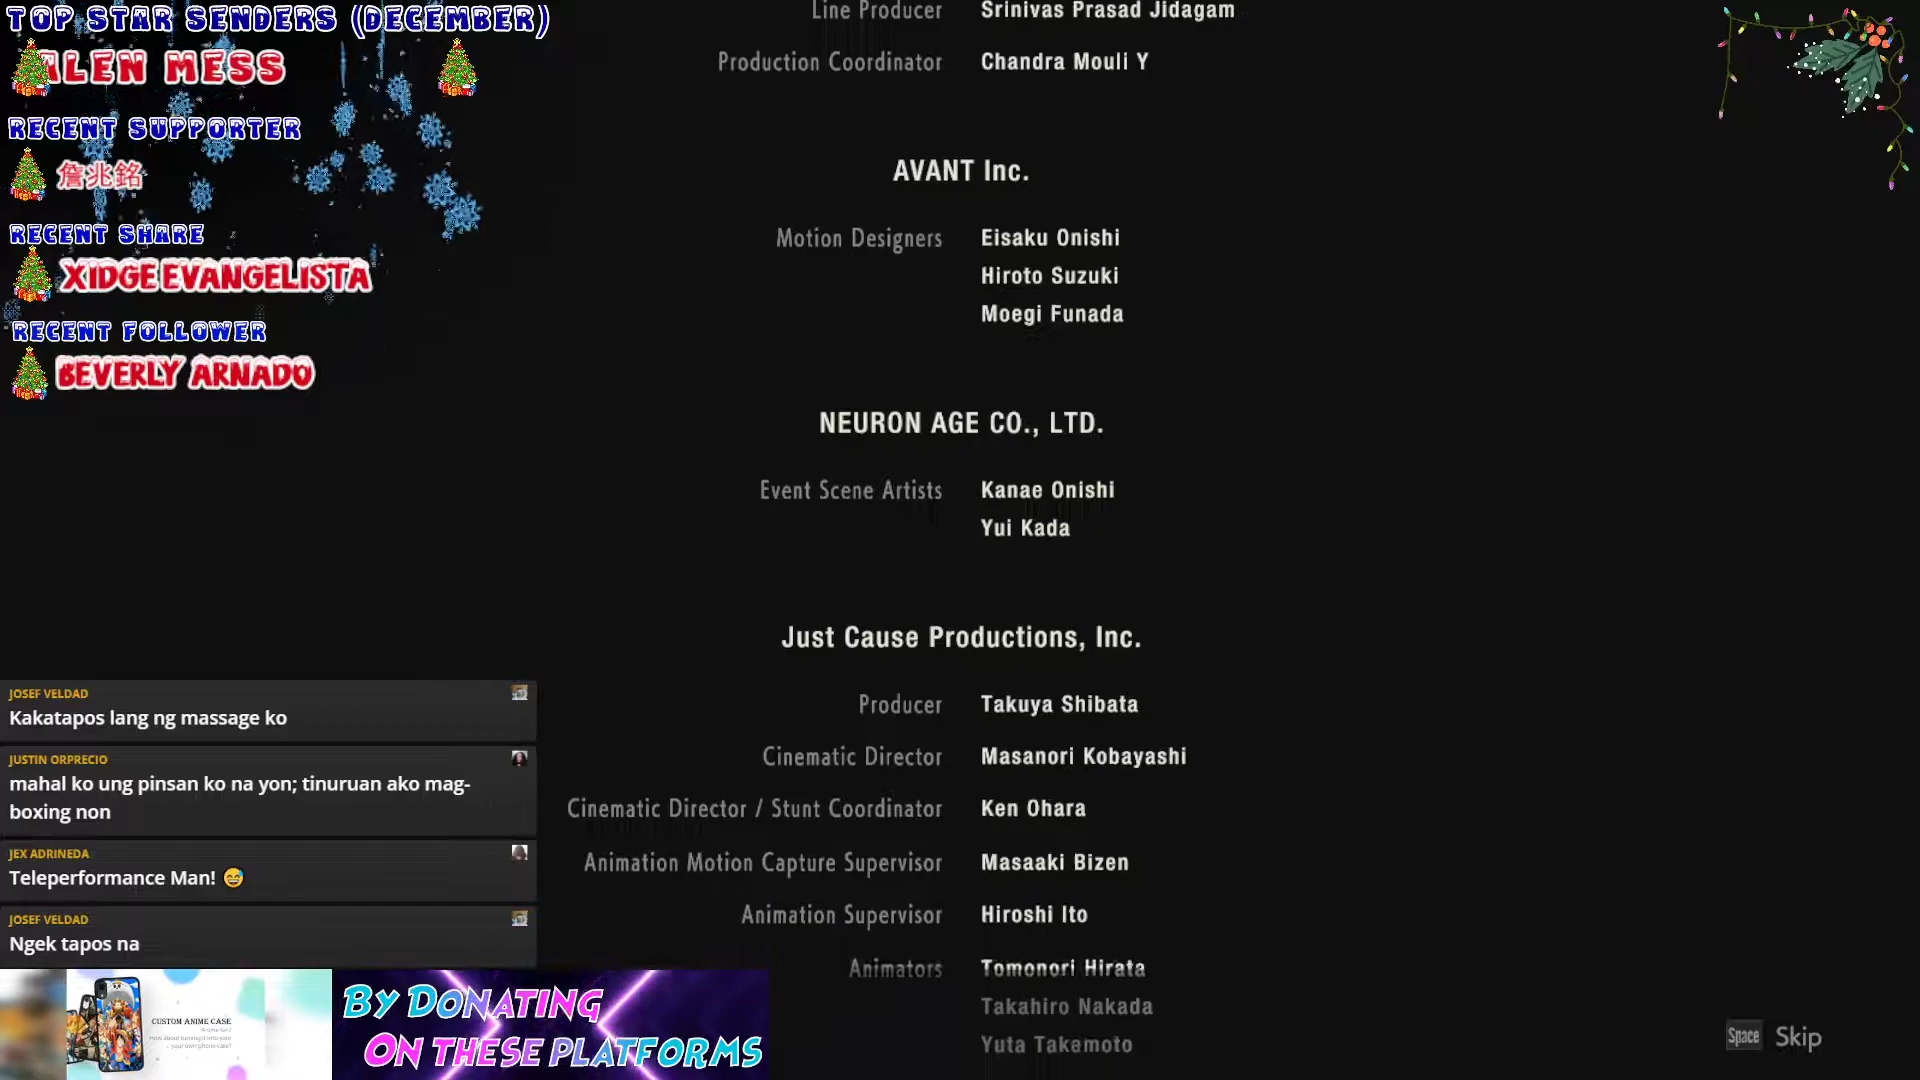 TOP STAR SENDERS (DECEMBER)
ALEN MESS
RECENT SUPPORTER
詹兆銘
RECENT SHARE
XIDGE EVANGELISTA
RECENT FOLLOWER
BEVERLY ARNADO
Line Producer Srinivas Prasad Jidagam
Production Coordinator Chandra Mouli Y
AVANT Inc.
Motion Designers Eisaku Onishi
Hiroto Suzuki
Moegi Funada
NEURON AGE CO., LTD.
Event Scene Artists Kanae Onishi
Yui Kada
Just Cause Productions, Inc.
Producer Takuya Shibata
Cinematic Director Masanori Kobayashi
Cinematic Director / Stunt Coordinator Ken Ohara
Animation Motion Capture Supervisor Masaaki Bizen
Animation Supervisor Hiroshi Ito
Animators Tomonori Hirata
Takahiro Nakada
Yuta Takemoto
JOSEF VELDAD
Kakatapos lang ng massage ko
JUSTIN ORPRECIO
mahal ko ung pinsan ko na yon; tinuruan ako mag-
boxing non
JEX ADRINEDA
Teleperformance Man! 😅
JOSEF VELDAD
Ngek tapos na
CUSTOM ANIME CASE
your own phone case?
BY DONATING
ON THESE PLATFORMS
Space Skip